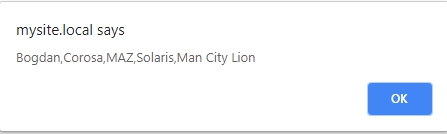 mysite.local says
Bogdan,Corosa,MAZ,Solaris,Man City Lion
OK